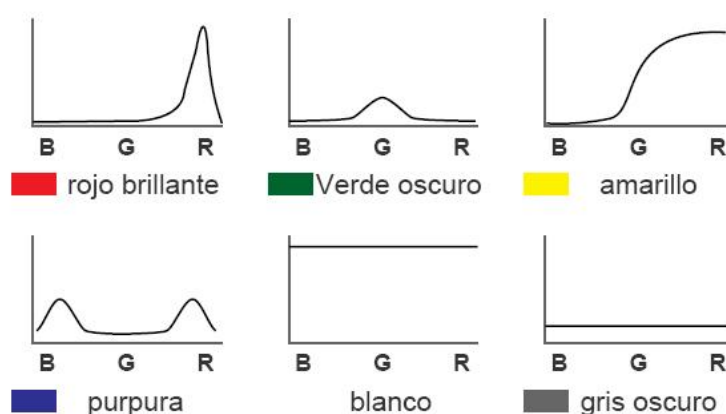 B G R B G R B G R
rojo brillante Verde oscuro amarillo
B G R B G R B G R
purpura blanco gris oscuro